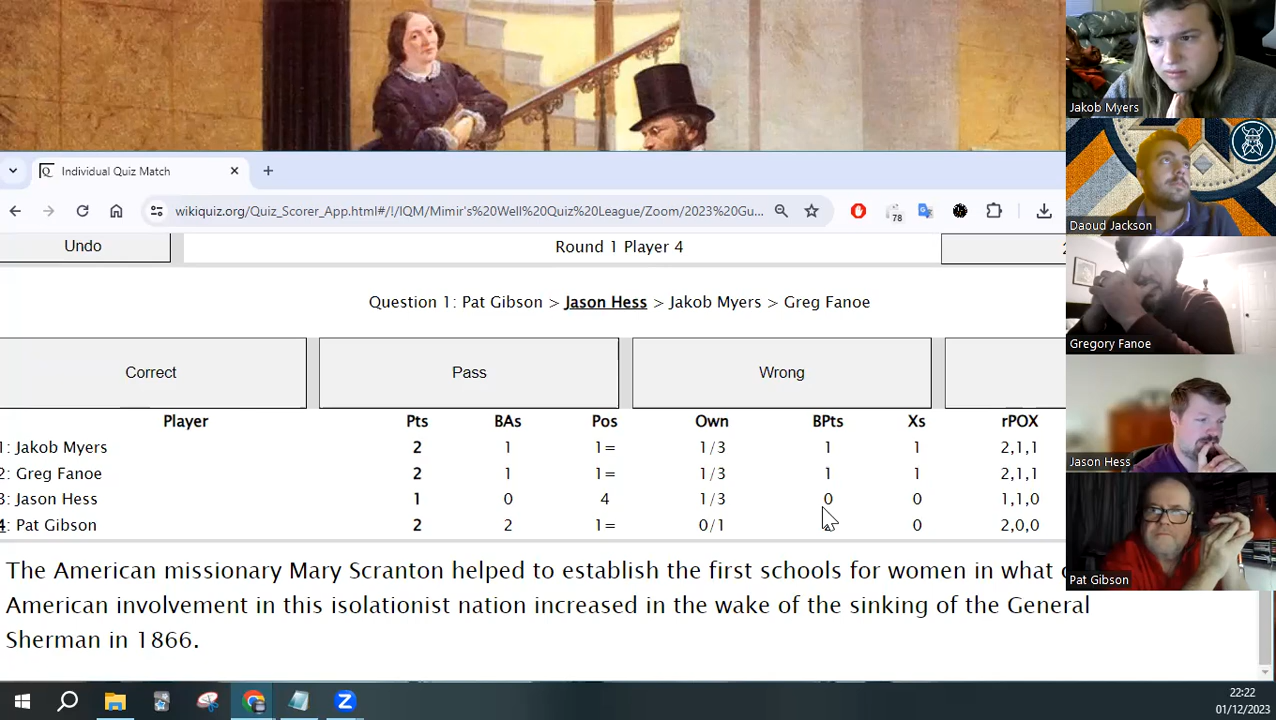 Jakob Myers
Individual Quiz Match
wikiquiz.org/Quiz_Scorer_App.html#/I/IQM/Mimir's%20Well%20Quiz%20League/Zoom/2023%20Gu...
78
Daoud Jackson
Undo
Round 1 Player 4
Question 1: Pat Gibson > Jason Hess > Jakob Myers > Greg Fanoe
Gregory Fanoe
Correct
Pass
Wrong
Player Pts BAs Pos Own BPts Xs rPOX
1: Jakob Myers 2 1 1= 1/3 1 1 2,1,1
2: Greg Fanoe 2 1 1= 1/3 1 1 2,1,1
3: Jason Hess 1 0 4 1/3 0 0 1,1,0
4: Pat Gibson 2 2 1= 0/1 0 2,0,0
Jason Hess
Pat Gibson
The American missionary Mary Scranton helped to establish the first schools for women in what
American involvement in this isolationist nation increased in the wake of the sinking of the General
Sherman in 1866.
22:22
01/12/2023